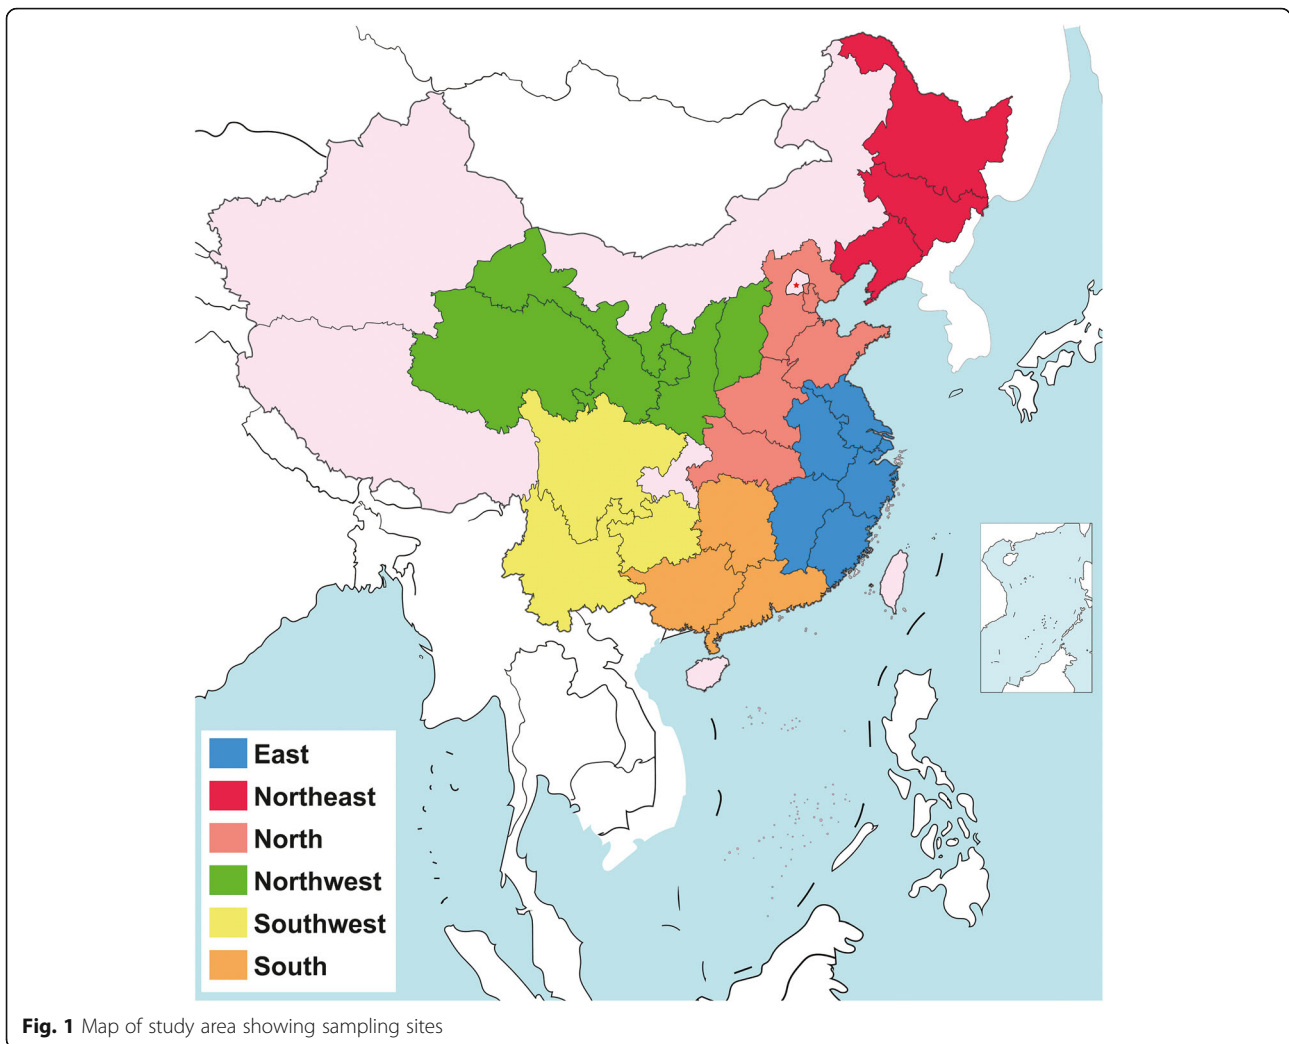 East
Northeast
North
Northwest
Southwest
South
Fig. 1 Map of study area showing sampling sites